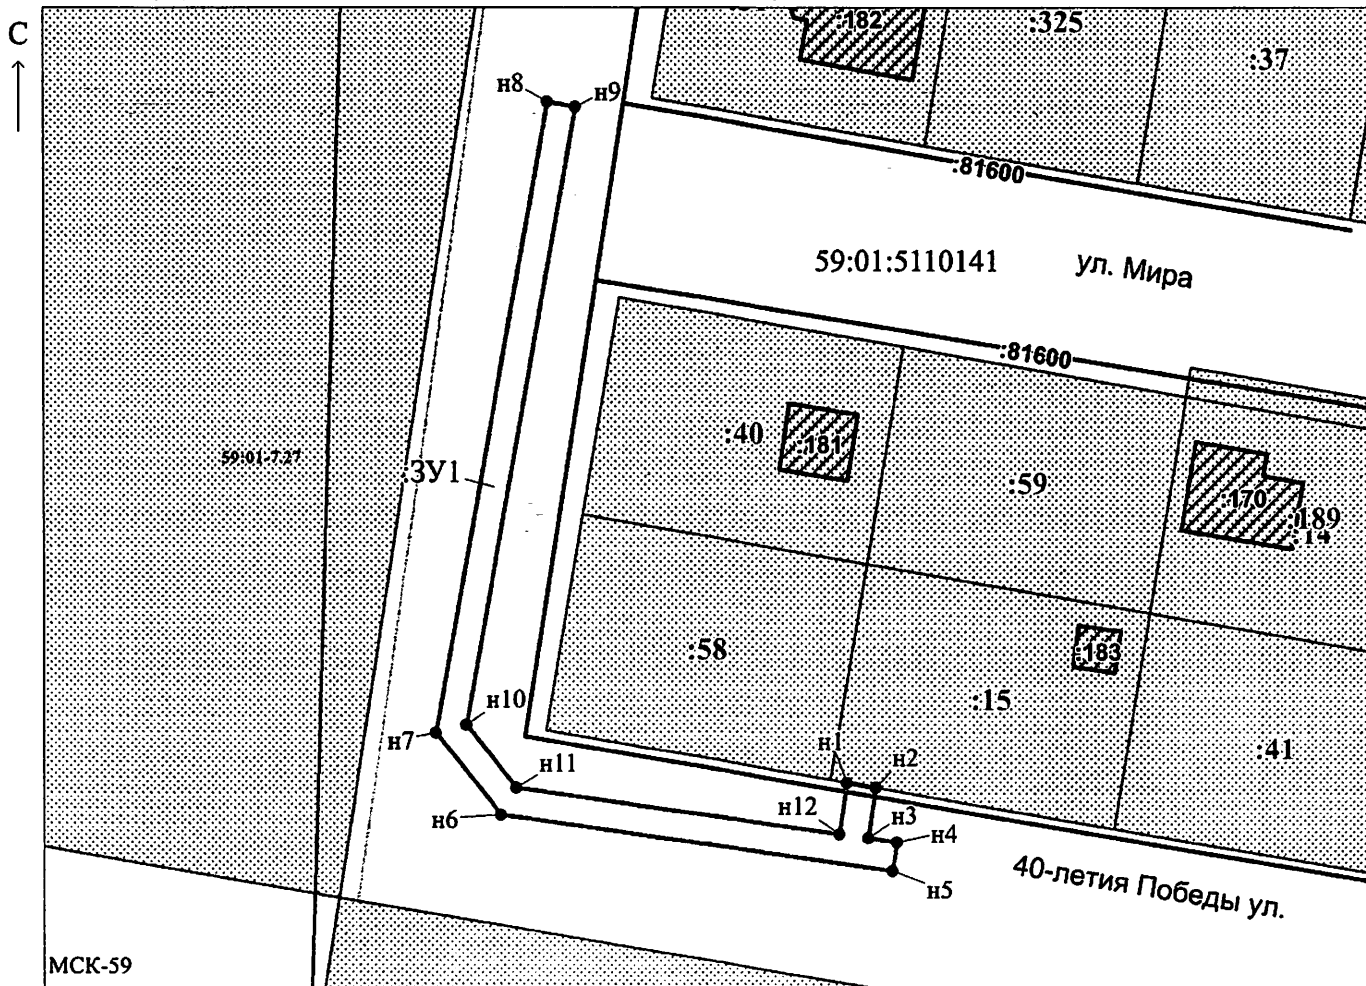 С
:182
:325
:37
н8
н9
:81600
59:01:5110141
ул. Мира
:81600
:40
:181
59:01-7.27
:ЗУ1
:59
:170
:189
:14
:58
:183
:15
:41
н10
н7
н1
н2
н11
н12
н3
н6
н4
н5
40-летия Победы ул.
МСК-59